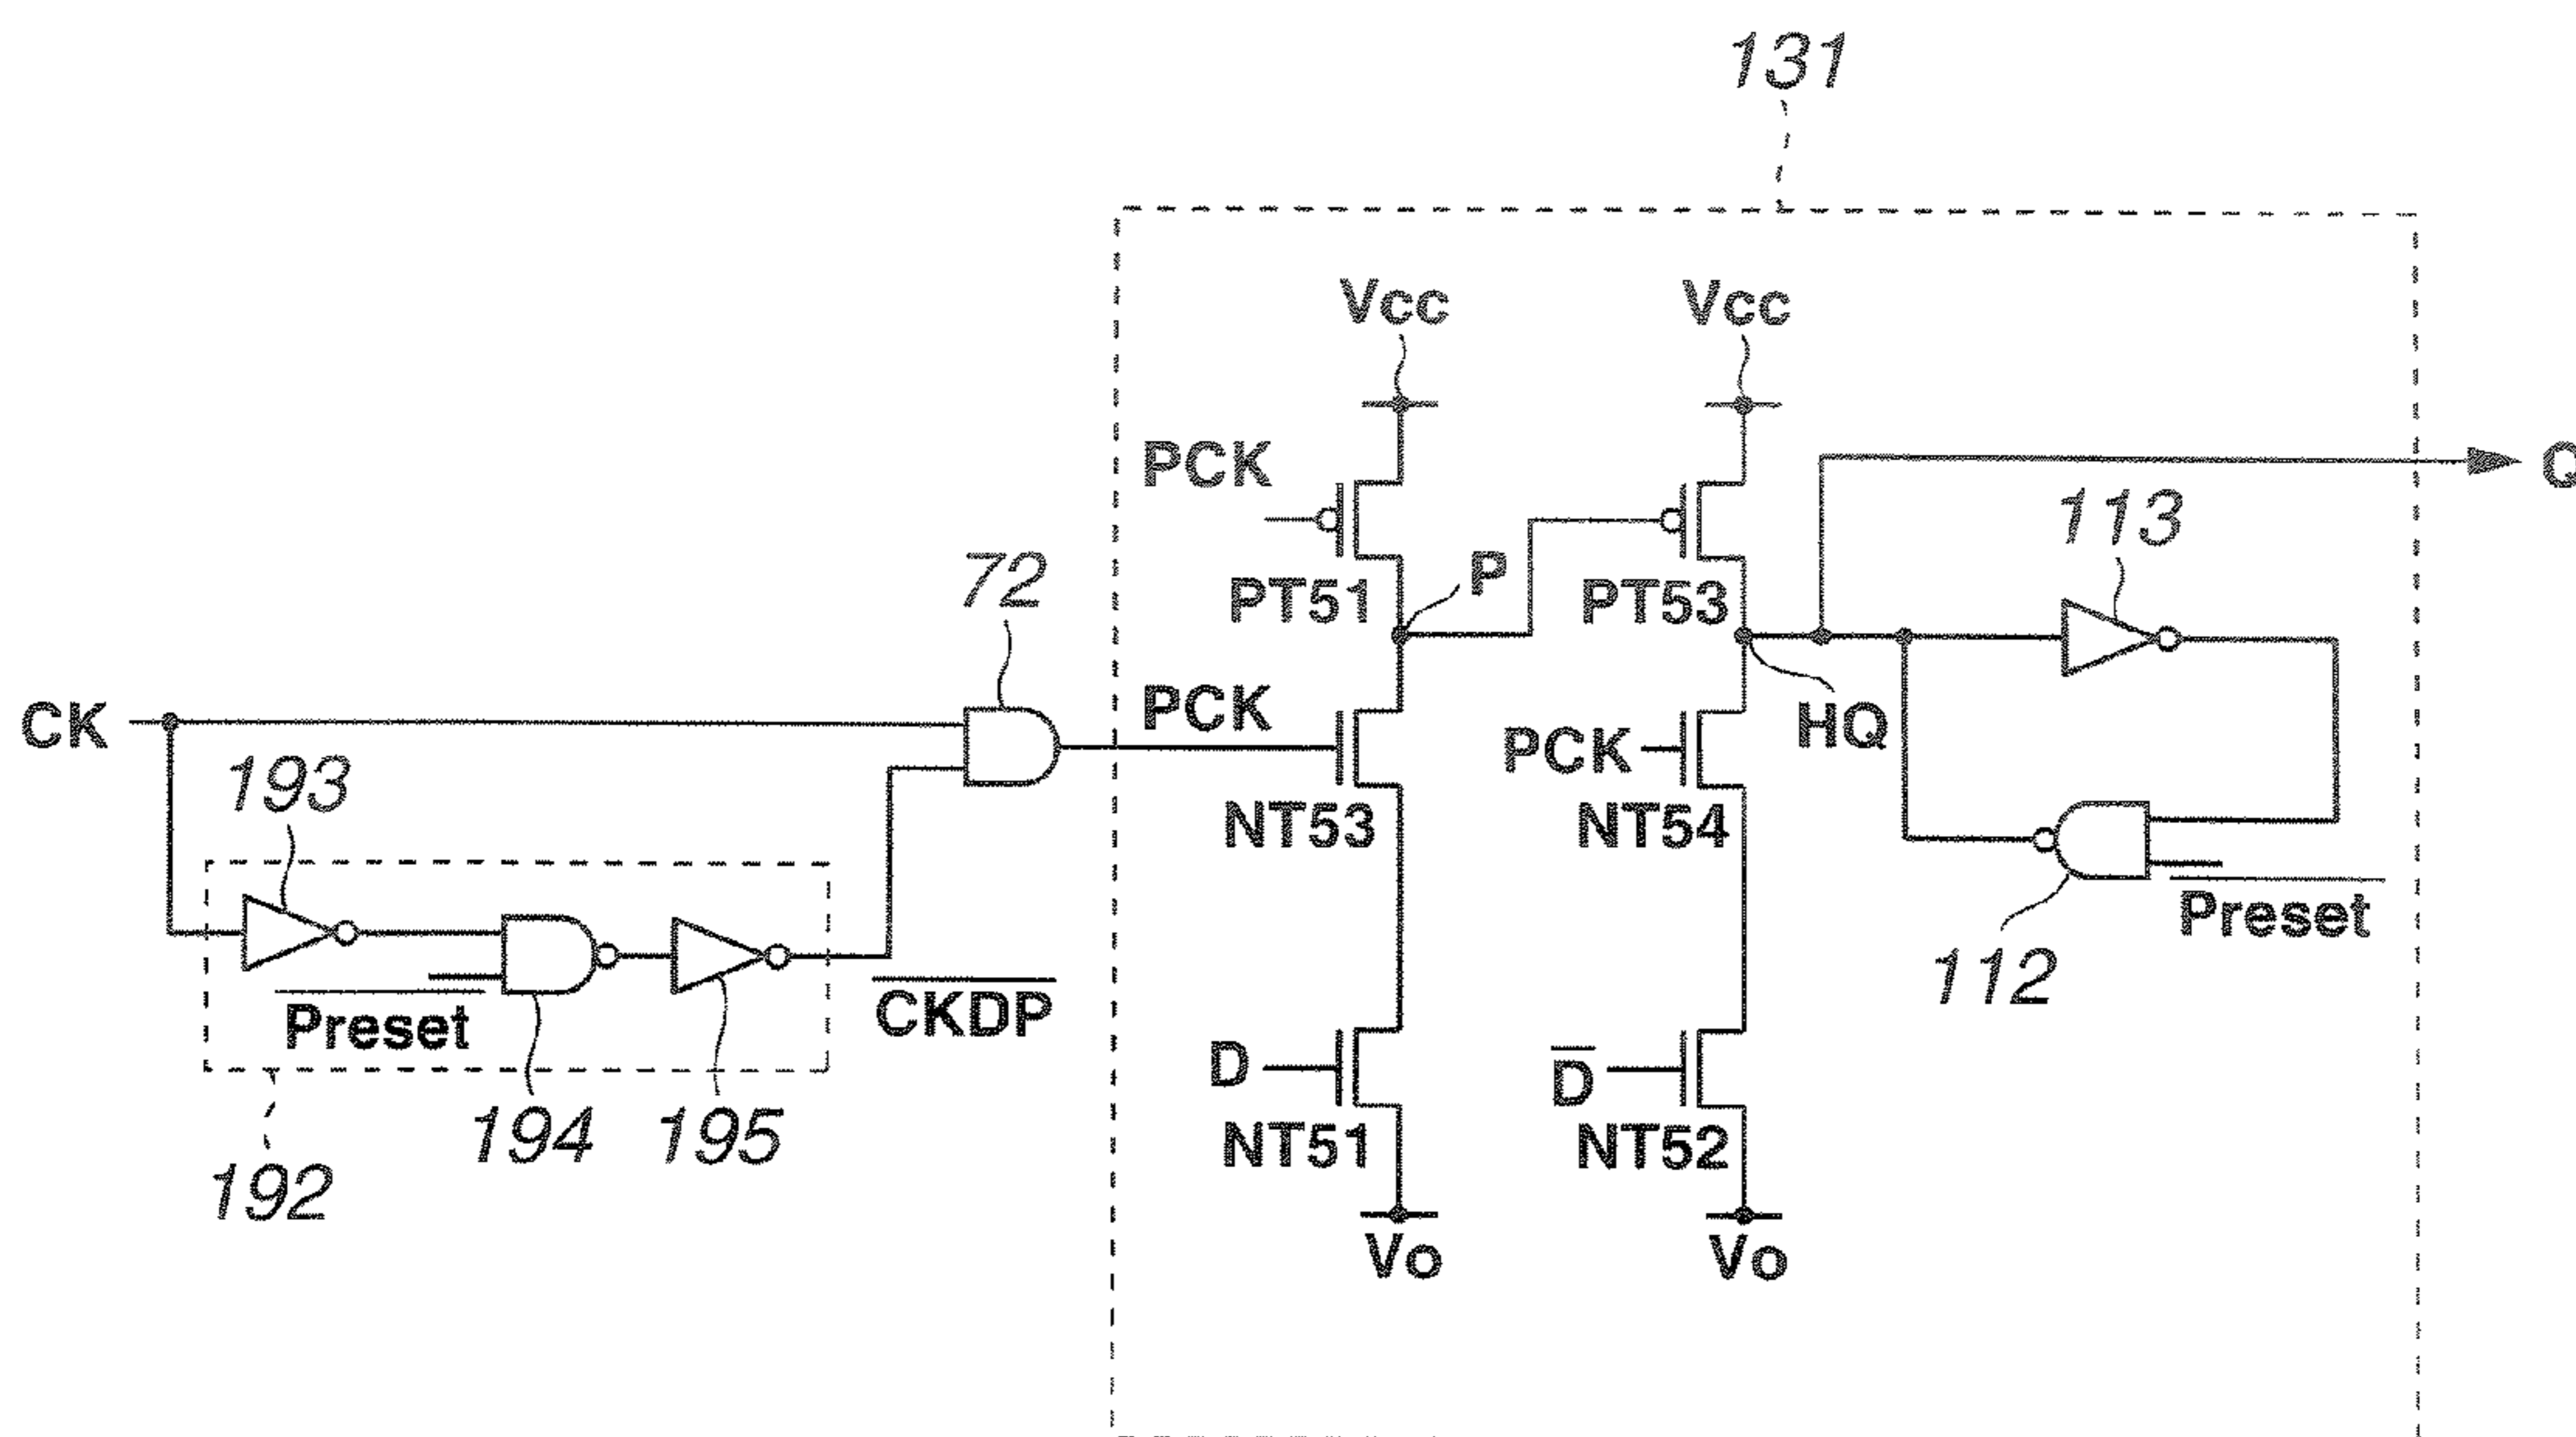 131
Vcc
Vcc
PCK
Q
113
72
PT51
P
PT53
CK
PCK
HQ
193
PCK
NT53
NT54
Preset
112
CKDP
Preset
D
D
194
195
NT51
NT52
192
Vo
Vo